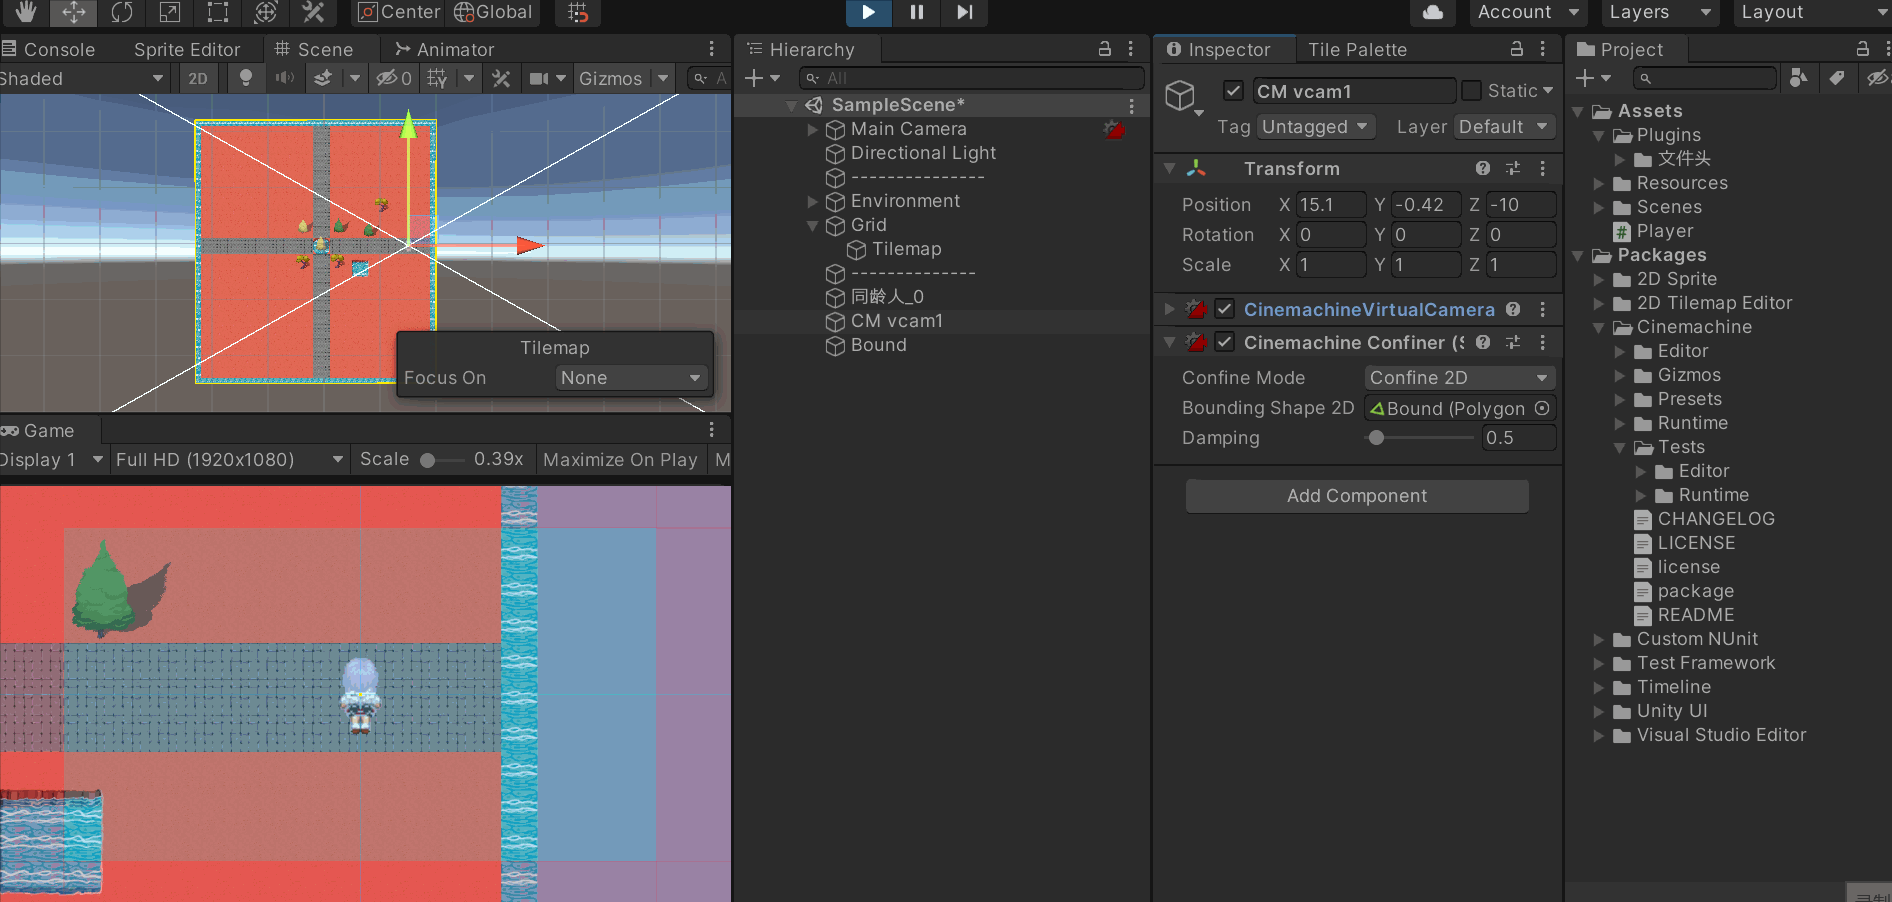 Center
Global
Account
Layers
Layout
Console
Sprite Editor
Scene
Animator
Shaded
2D
0
Gizmos
A
Tilemap
Focus On
None
Game
Display 1
Full HD (1920x1080)
Scale
0.39x
Maximize On Play
M
Hierarchy
All
SampleScene*
Main Camera
Directional Light
---------------
Environment
Grid
Tilemap
--------------
同龄人_0
CM vcam1
Bound
Inspector
Tile Palette
CM vcam1
Static
Tag
Untagged
Layer
Default
Transform
Position X 15.1 Y -0.42 Z -10
Rotation X 0 Y 0 Z 0
Scale X 1 Y 1 Z 1
CinemachineVirtualCamera
Cinemachine Confiner (S
Confine Mode
Confine 2D
Bounding Shape 2D
Bound (Polygon
Damping
0.5
Add Component
Project
Assets
Plugins
文件头
Resources
Scenes
Player
Packages
2D Sprite
2D Tilemap Editor
Cinemachine
Editor
Gizmos
Presets
Runtime
Tests
Editor
Runtime
CHANGELOG
LICENSE
license
package
README
Custom NUnit
Test Framework
Timeline
Unity UI
Visual Studio Editor